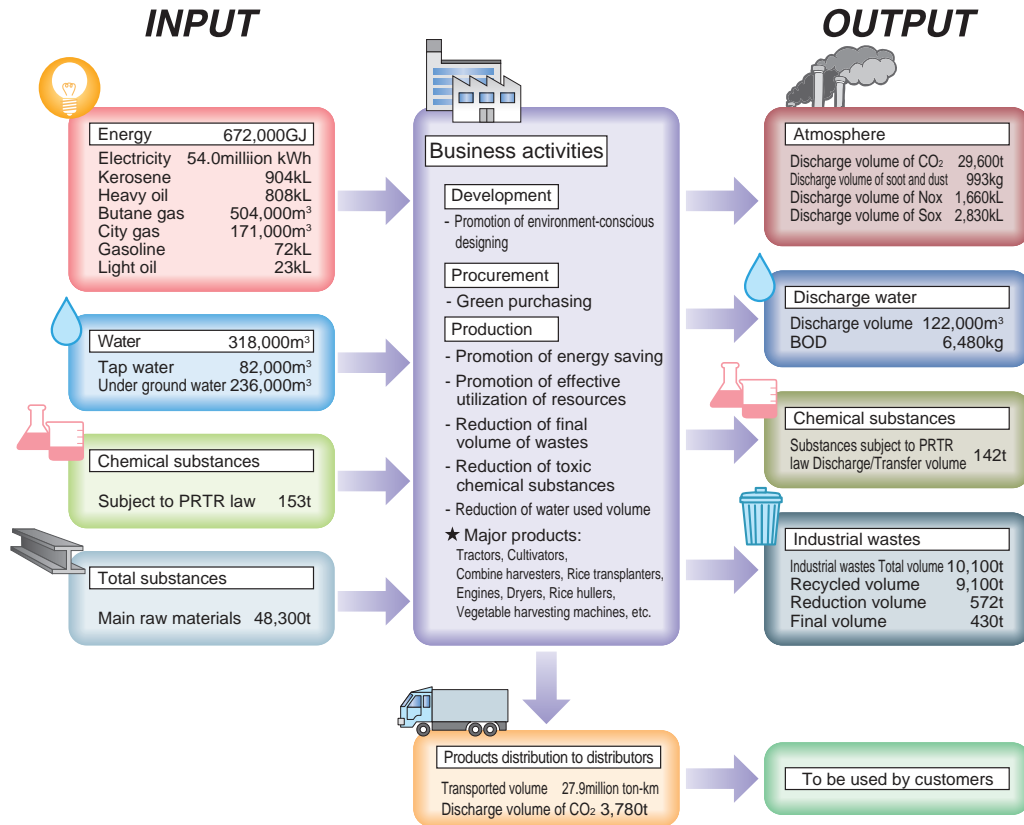 INPUT
OUTPUT
Energy 672,000GJ
Electricity 54.0milliion kWh
Kerosene 904kL
Heavy oil 808kL
Butane gas 504,000m³
City gas 171,000m³
Gasoline 72kL
Light oil 23kL
Water 318,000m³
Tap water 82,000m³
Under ground water 236,000m³
Chemical substances
Subject to PRTR law 153t
Total substances
Main raw materials 48,300t
Business activities
Development
- Promotion of environment-conscious
designing
Procurement
- Green purchasing
Production
- Promotion of energy saving
- Promotion of effective
utilization of resources
- Reduction of final
volume of wastes
- Reduction of toxic
chemical substances
- Reduction of water used volume
★ Major products:
Tractors, Cultivators,
Combine harvesters, Rice transplanters,
Engines, Dryers, Rice hullers,
Vegetable harvesting machines, etc.
Atmosphere
Discharge volume of CO₂ 29,600t
Discharge volume of soot and dust 993kg
Discharge volume of Nox 1,660kL
Discharge volume of Sox 2,830kL
Discharge water
Discharge volume 122,000m³
BOD 6,480kg
Chemical substances
Substances subject to PRTR
law Discharge/Transfer volume 142t
Industrial wastes
Industrial wastes Total volume 10,100t
Recycled volume 9,100t
Reduction volume 572t
Final volume 430t
Products distribution to distributors
Transported volume 27.9million ton-km
Discharge volume of CO₂ 3,780t
To be used by customers